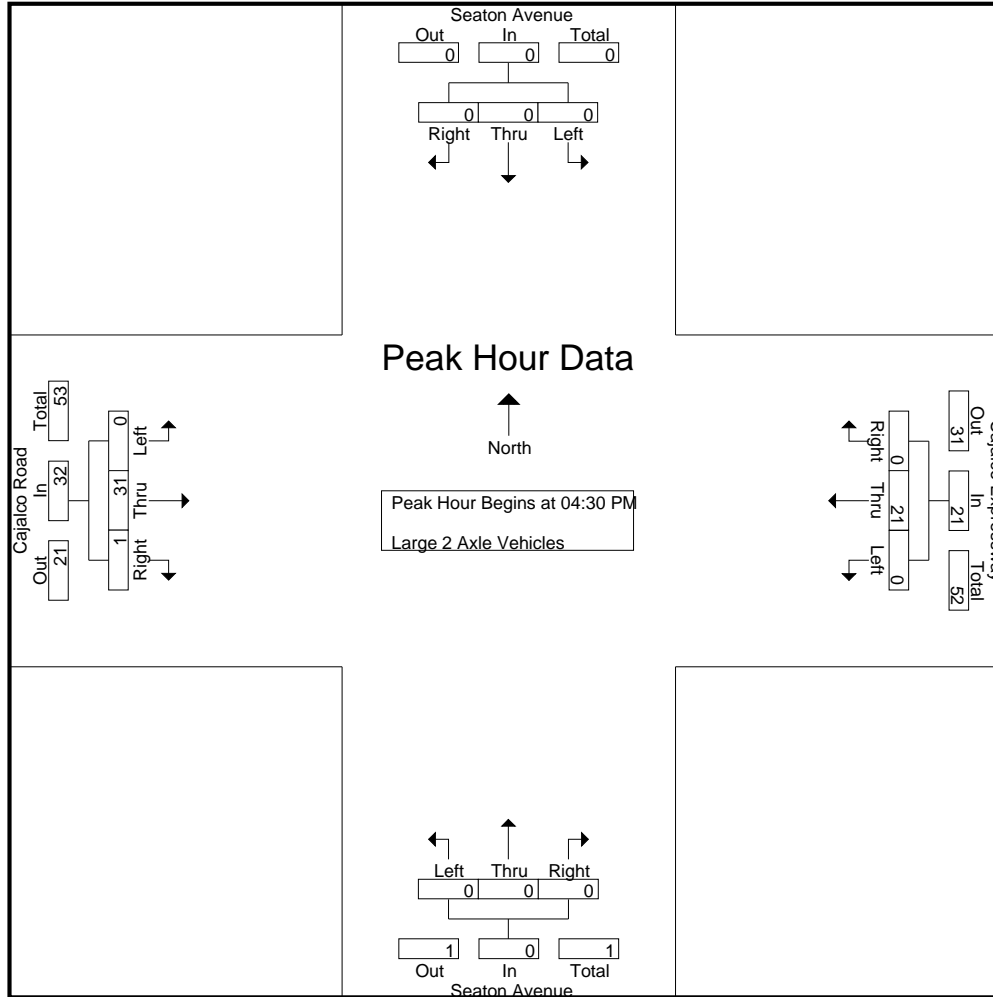 Seaton Avenue
Out In Total
0 0 0
0 0 0
Right Thru Left
Peak Hour Data
North
Peak Hour Begins at 04:30 PM
Large 2 Axle Vehicles
Cajalco Road
Out In Total
21 32 53
1 31 0
Right Thru Left
Out In Total
31 21 52
0 21 0
Right Thru Left
Left Thru Right
0 0 0
1 0 1
Out In Total
Seaton Avenue